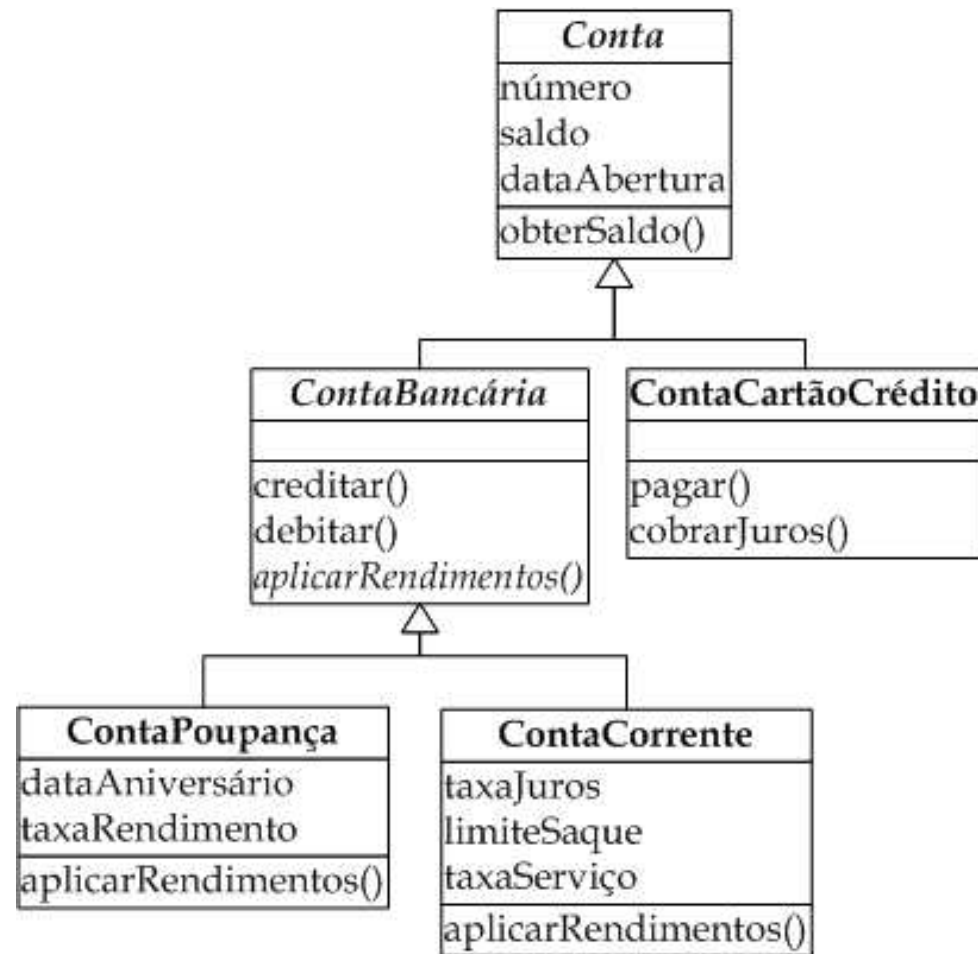 Conta
número
saldo
dataAbertura
obterSaldo()
ContaBancária
creditar()
debitar()
aplicarRendimentos()
ContaCartãoCrédito
pagar()
cobrarJuros()
ContaPoupança
dataAniversário
taxaRendimento
aplicarRendimentos()
ContaCorrente
taxaJuros
limiteSaque
taxaServiço
aplicarRendimentos()